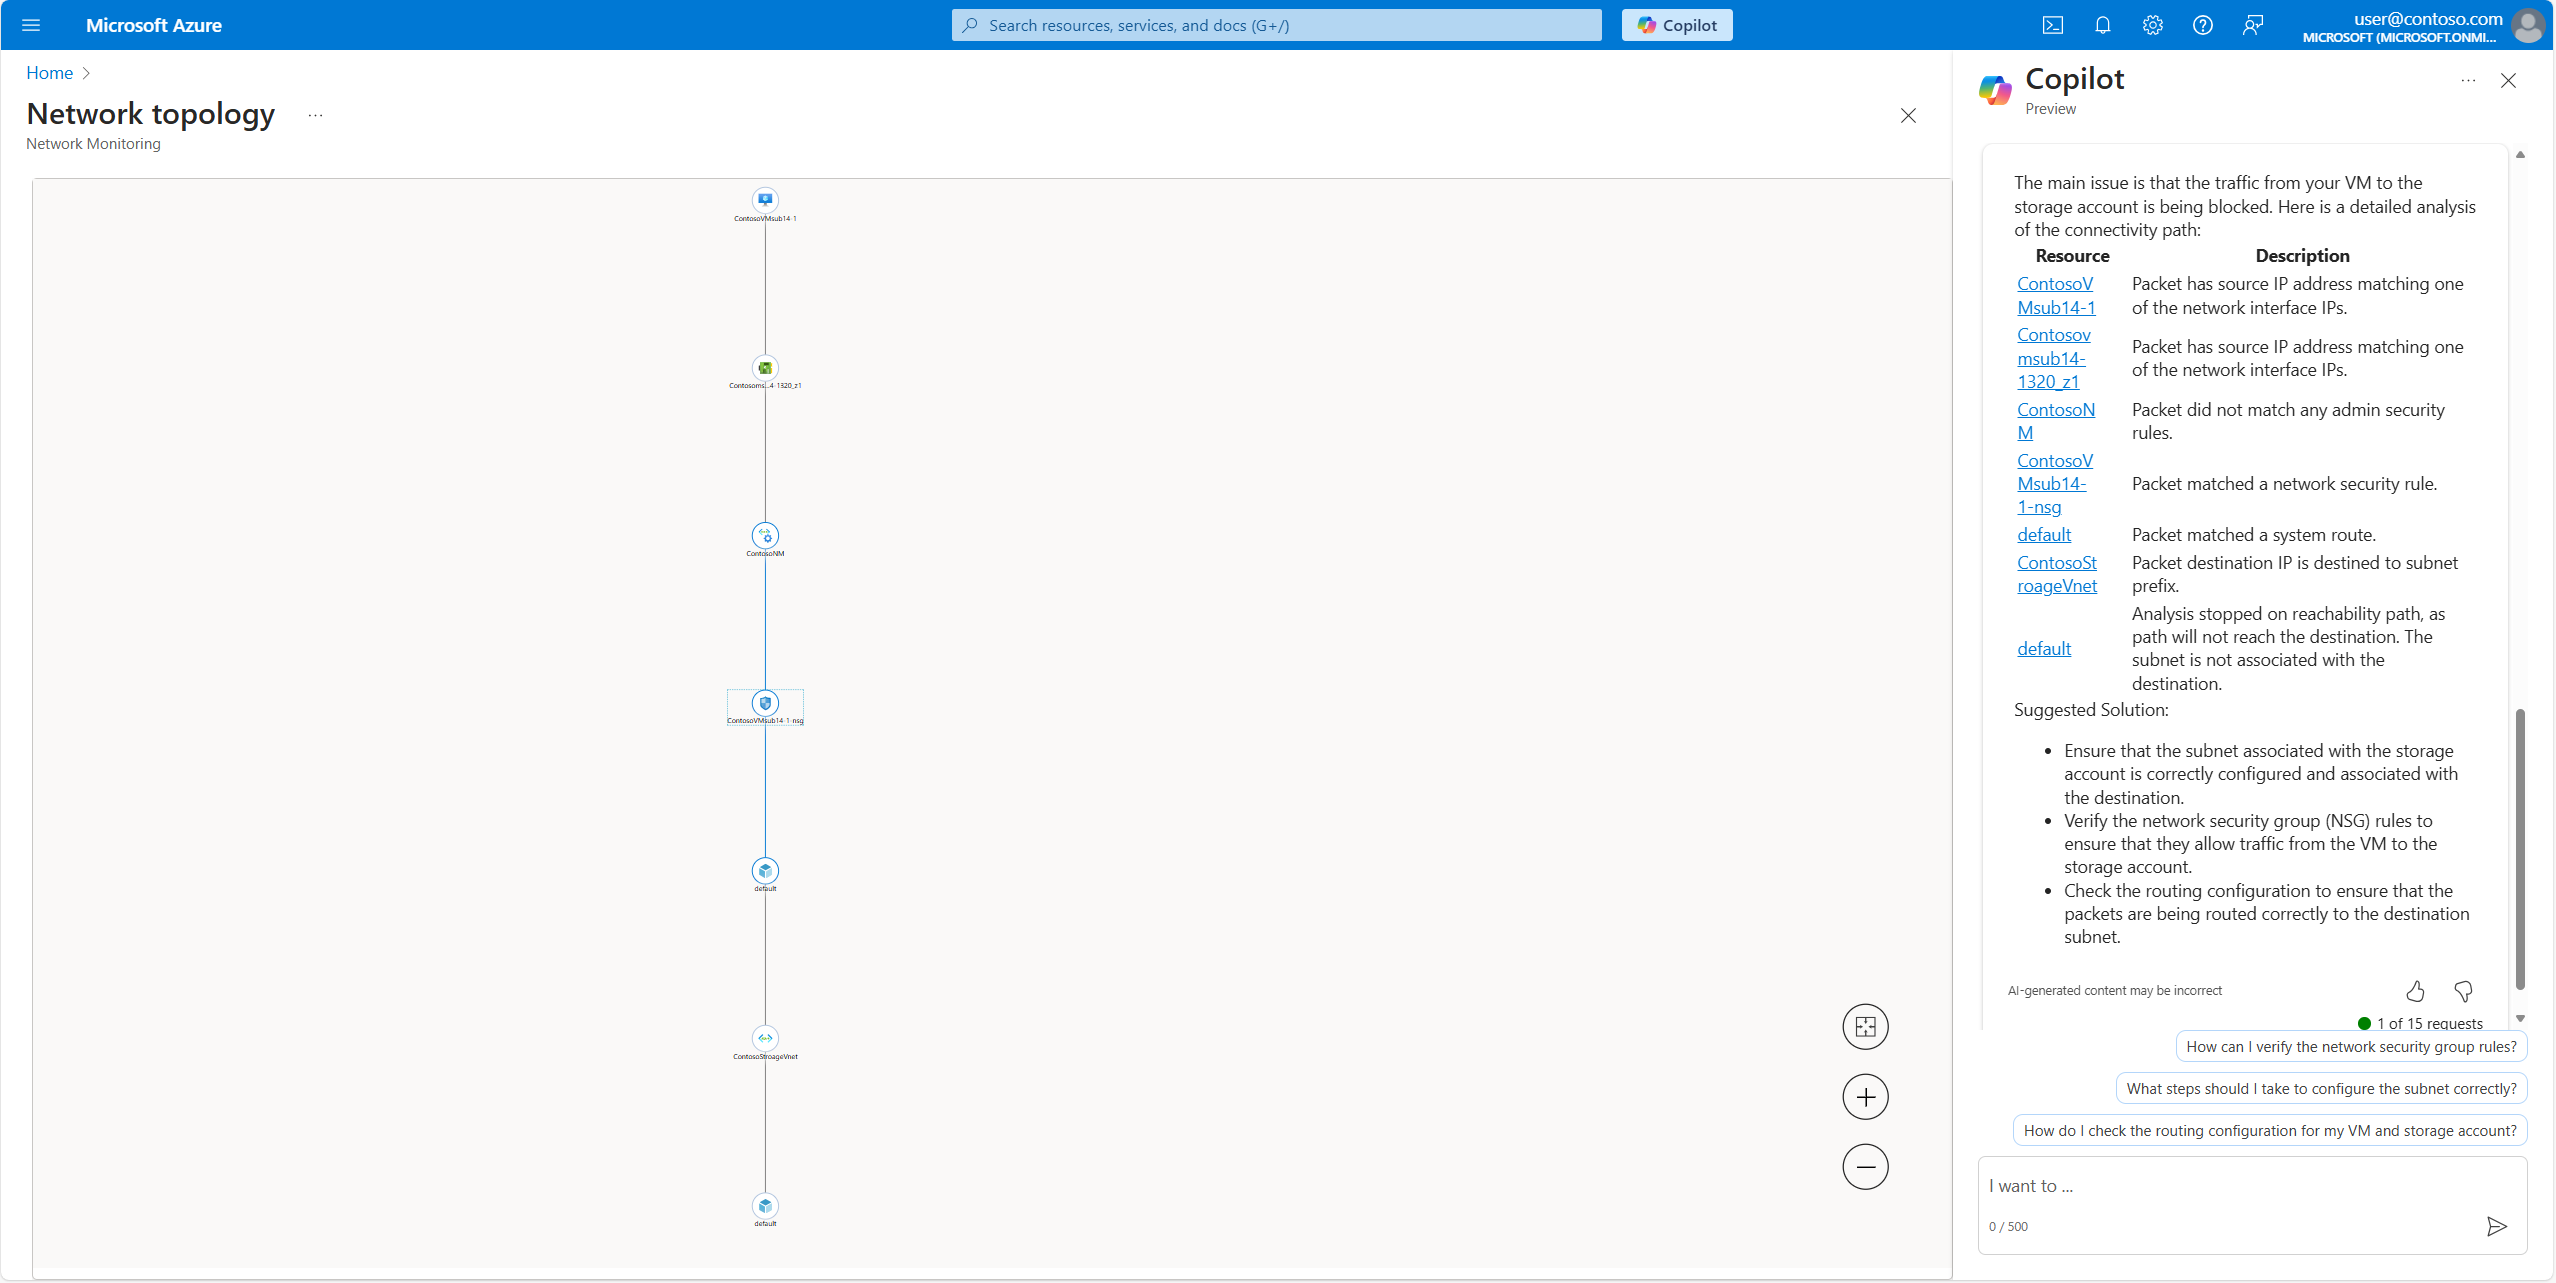 Microsoft Azure
Search resources, services, and docs (G+/)
Copilot
user@contoso.com
MICROSOFT (MICROSOFT.ONMI...
Home
Network topology
...
Network Monitoring
ContosoVMsub14-1
Contosoms...4-1320_z1
ContosoNM
ContosoVMsub14-1-nsg
default
ContosoStroageVnet
default
Copilot
...
Preview
The main issue is that the traffic from your VM to the
storage account is being blocked. Here is a detailed analysis
of the connectivity path:
Resource Description
ContosoV
Msub14-1
Packet has source IP address matching one
of the network interface IPs.
Contosov
msub14-
1320_z1
Packet has source IP address matching one
of the network interface IPs.
ContosoN
M
Packet did not match any admin security
rules.
ContosoV
Msub14-
1-nsg
Packet matched a network security rule.
default
Packet matched a system route.
ContosoSt
roageVnet
Packet destination IP is destined to subnet
prefix.
default
Analysis stopped on reachability path, as
path will not reach the destination. The
subnet is not associated with the
destination.
Suggested Solution:
• Ensure that the subnet associated with the storage
account is correctly configured and associated with
the destination.
• Verify the network security group (NSG) rules to
ensure that they allow traffic from the VM to the
storage account.
• Check the routing configuration to ensure that the
packets are being routed correctly to the destination
subnet.
AI-generated content may be incorrect
1 of 15 requests
How can I verify the network security group rules?
What steps should I take to configure the subnet correctly?
How do I check the routing configuration for my VM and storage account?
I want to ...
0 / 500